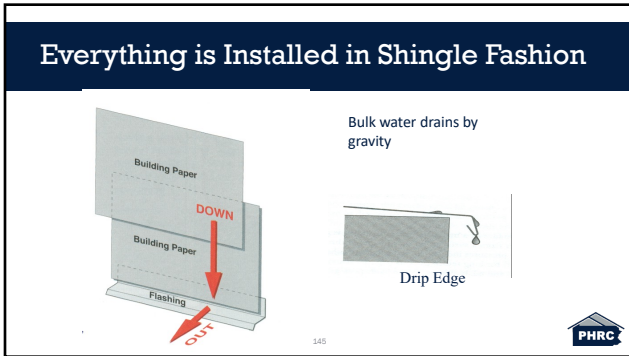 Everything is Installed in Shingle Fashion
Building Paper
DOWN
Building Paper
Flashing
OUT
Bulk water drains by
gravity
Drip Edge
145
PHRC